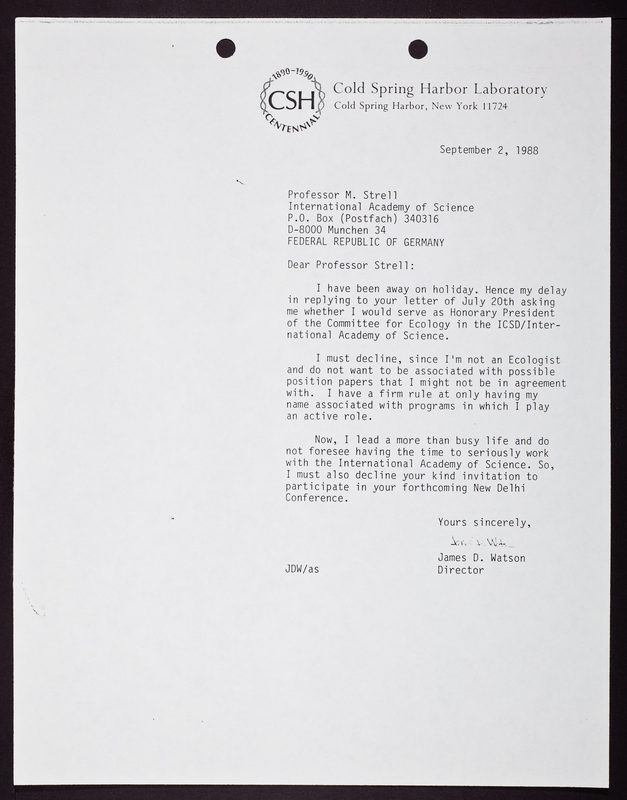 1890-1990
CSH
CENTENNIAL
Cold Spring Harbor Laboratory
Cold Spring Harbor, New York 11724
September 2, 1988
Professor M. Strell
International Academy of Science
P.O. Box (Postfach) 340316
D-8000 Munchen 34
FEDERAL REPUBLIC OF GERMANY
Dear Professor Strell:
I have been away on holiday. Hence my delay
in replying to your letter of July 20th asking
me whether I would serve as Honorary President
of the Committee for Ecology in the ICSD/Inter-
national Academy of Science.
I must decline, since I'm not an Ecologist
and do not want to be associated with possible
position papers that I might not be in agreement
with. I have a firm rule at only having my
name associated with programs in which I play
an active role.
Now, I lead a more than busy life and do
not foresee having the time to seriously work
with the International Academy of Science. So,
I must also decline your kind invitation to
participate in your forthcoming New Delhi
Conference.
Yours sincerely,
James D. Watson
JDW/as Director